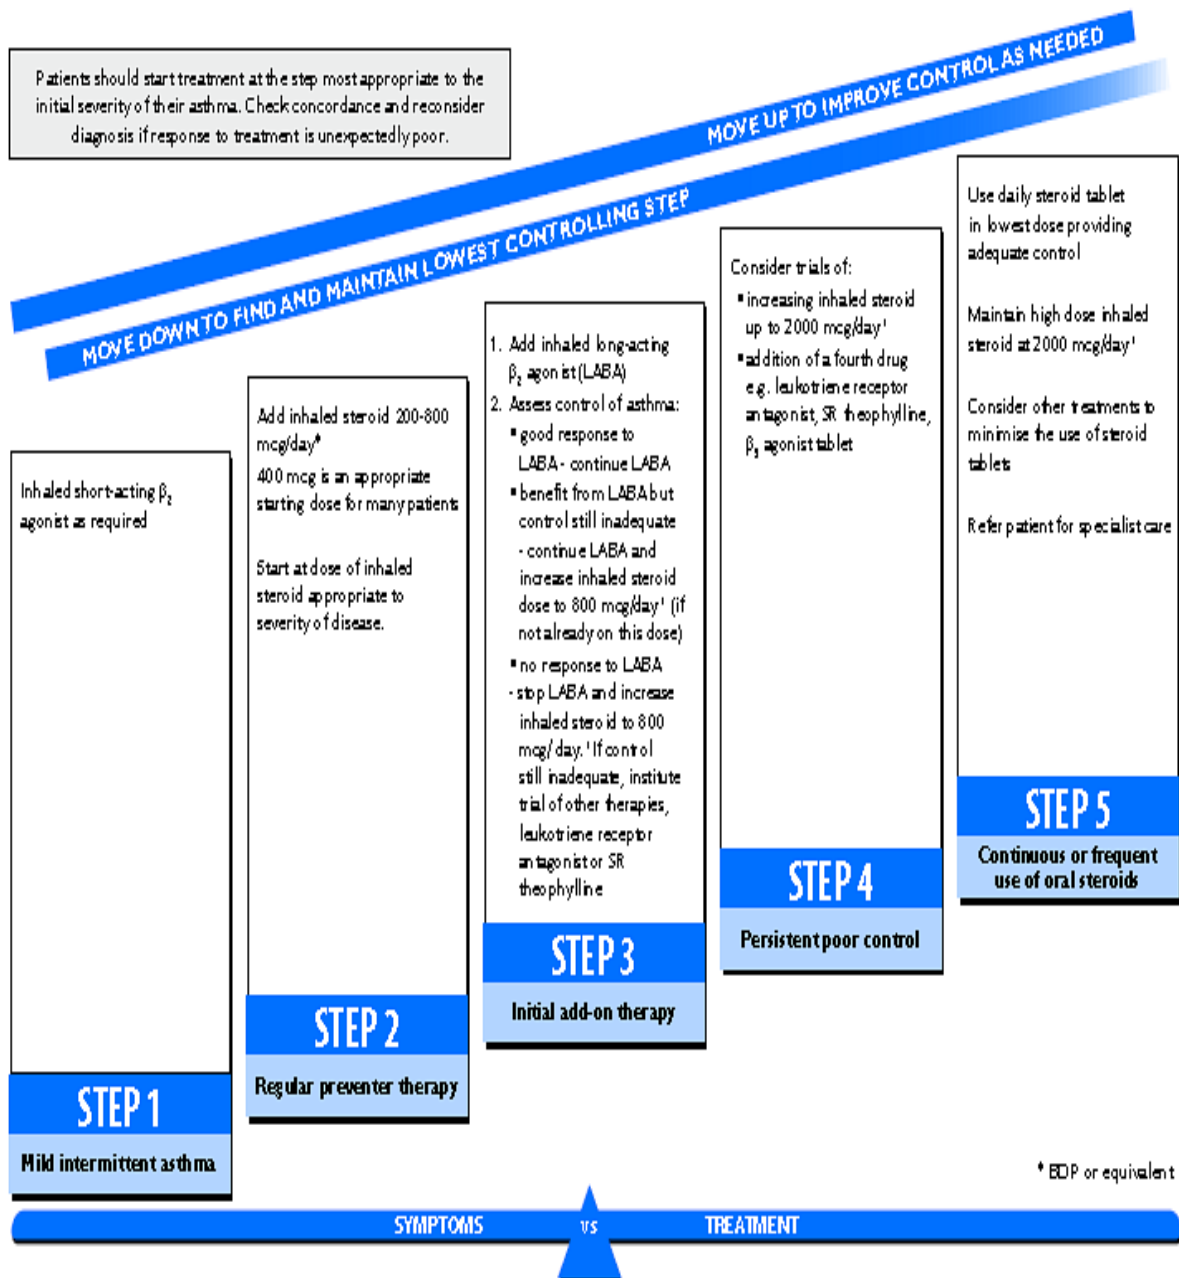 Patients should start treatment at the step most appropriate to the
initial severity of their asthma. Check concordance and reconsider
diagnosis if response to treatment is unexpectedly poor.
MOVE UP TO IMPROVE CONTROL AS NEEDED
MOVE DOWN TO FIND AND MAINTAIN LOWEST CONTROLLING STEP
Inhaled short-acting β₂
agonist as required
STEP 1
Mild intermittent asthma
Add inhaled steroid 200-800
mcg/day*
400 mcg is an appropriate
starting dose for many patients
Start at dose of inhaled
steroid appropriate to
severity of disease.
STEP 2
Regular preventer therapy
1. Add inhaled long-acting
β₂ agonist (LABA)
2. Assess control of asthma:
▪ good response to
LABA - continue LABA
▪ benefit from LABA but
control still inadequate
- continue LABA and
increase inhaled steroid
dose to 800 mcg/day* (if
not already on this dose)
▪ no response to LABA
- stop LABA and increase
inhaled steroid to 800
mcg/ day.* If control
still inadequate, institute
trial of other therapies,
leukotriene receptor
antagonist or SR
theophylline
STEP 3
Initial add-on therapy
Consider trials of:
▪ increasing inhaled steroid
up to 2000 mcg/day*
▪ addition of a fourth drug
e.g. leukotriene receptor
antagonist, SR theophylline,
β₂ agonist tablet
STEP 4
Persistent poor control
Use daily steroid tablet
in lowest dose providing
adequate control
Maintain high dose inhaled
steroid at 2000 mcg/day*
Consider other treatments to
minimise the use of steroid
tablets
Refer patient for specialist care
STEP 5
Continuous or frequent
use of oral steroids
* BDP or equivalent
SYMPTOMS vs TREATMENT